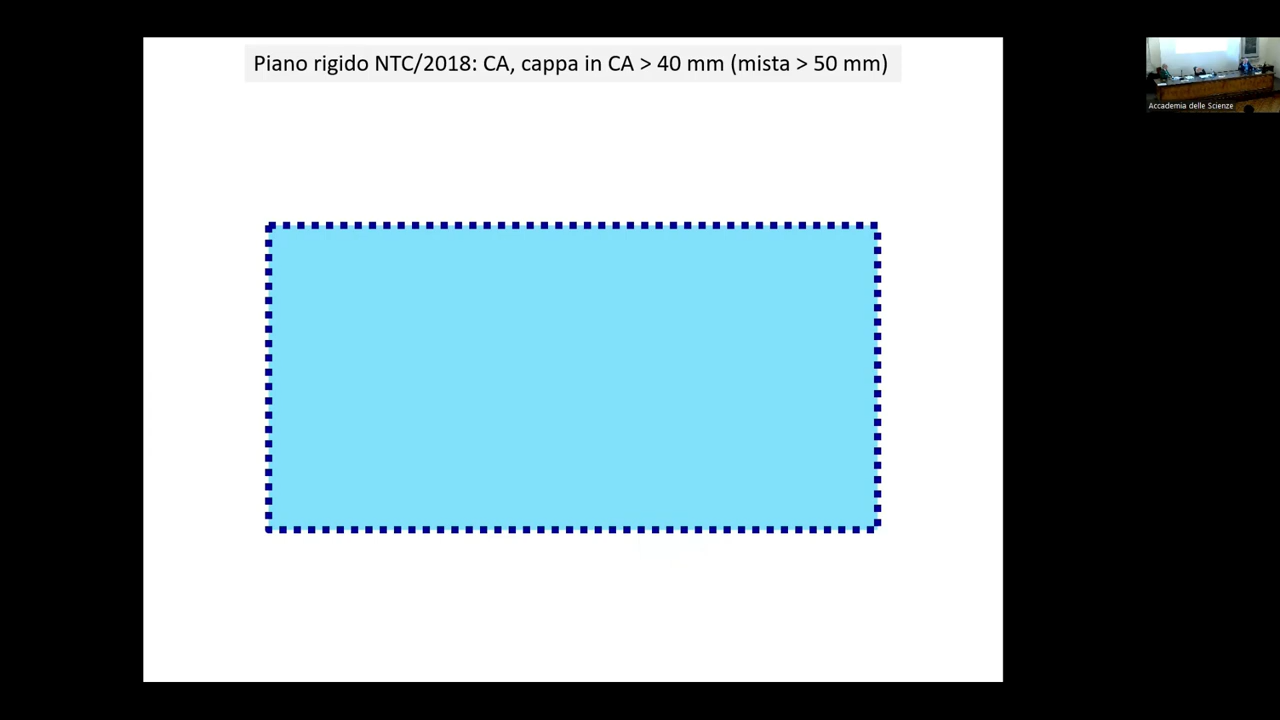 Piano rigido NTC/2018: CA, cappa in CA > 40 mm (mista > 50 mm)
Accademia delle Scienze